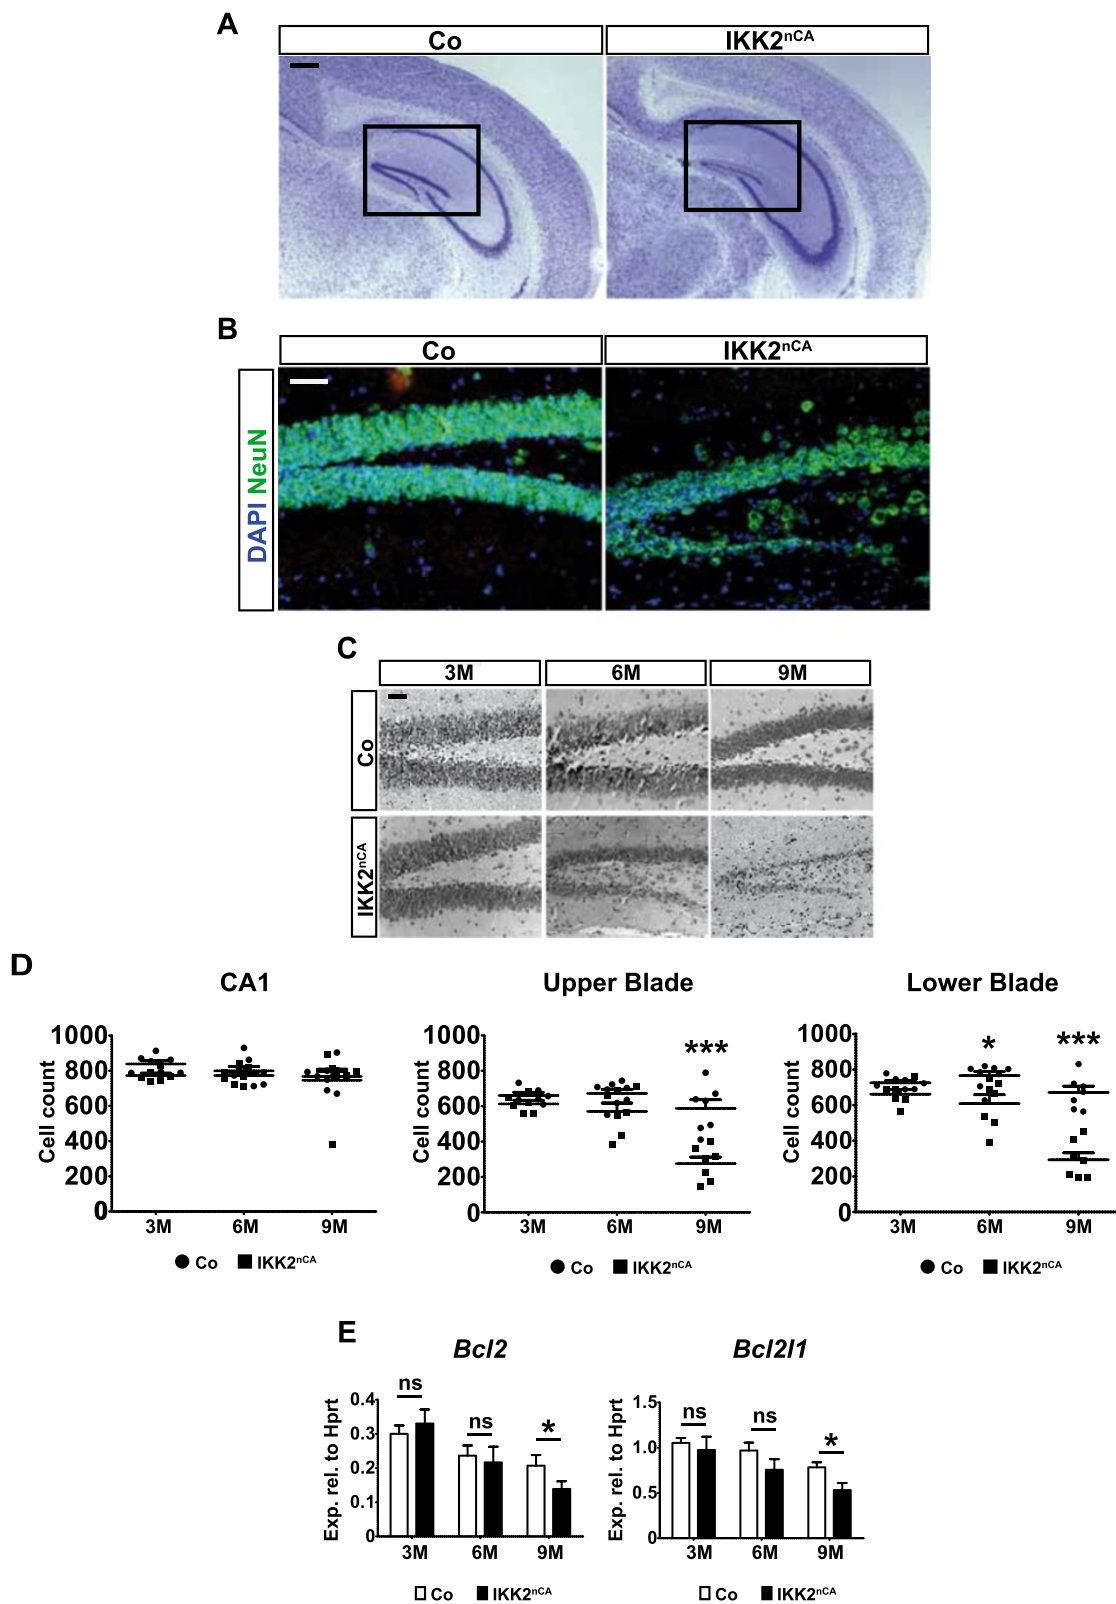 A
Co IKK2nCA
B
Co IKK2nCA
DAPI NeuN
C
3M 6M 9M
Co
IKK2nCA
D
CA1 Upper Blade Lower Blade
Cell count
1000
800
600
400
200
0
3M 6M 9M
Co IKK2nCA
***
Cell count
1000
800
600
400
200
0
3M 6M 9M
Co IKK2nCA
* ***
Cell count
1000
800
600
400
200
0
3M 6M 9M
Co IKK2nCA
E
Bcl2 Bcl2l1
ns ns *
Exp. rel. to Hprt
0.4
0.3
0.2
0.1
0
3M 6M 9M
Co IKK2nCA
ns ns *
Exp. rel. to Hprt
1.5
1.0
0.5
0
3M 6M 9M
Co IKK2nCA